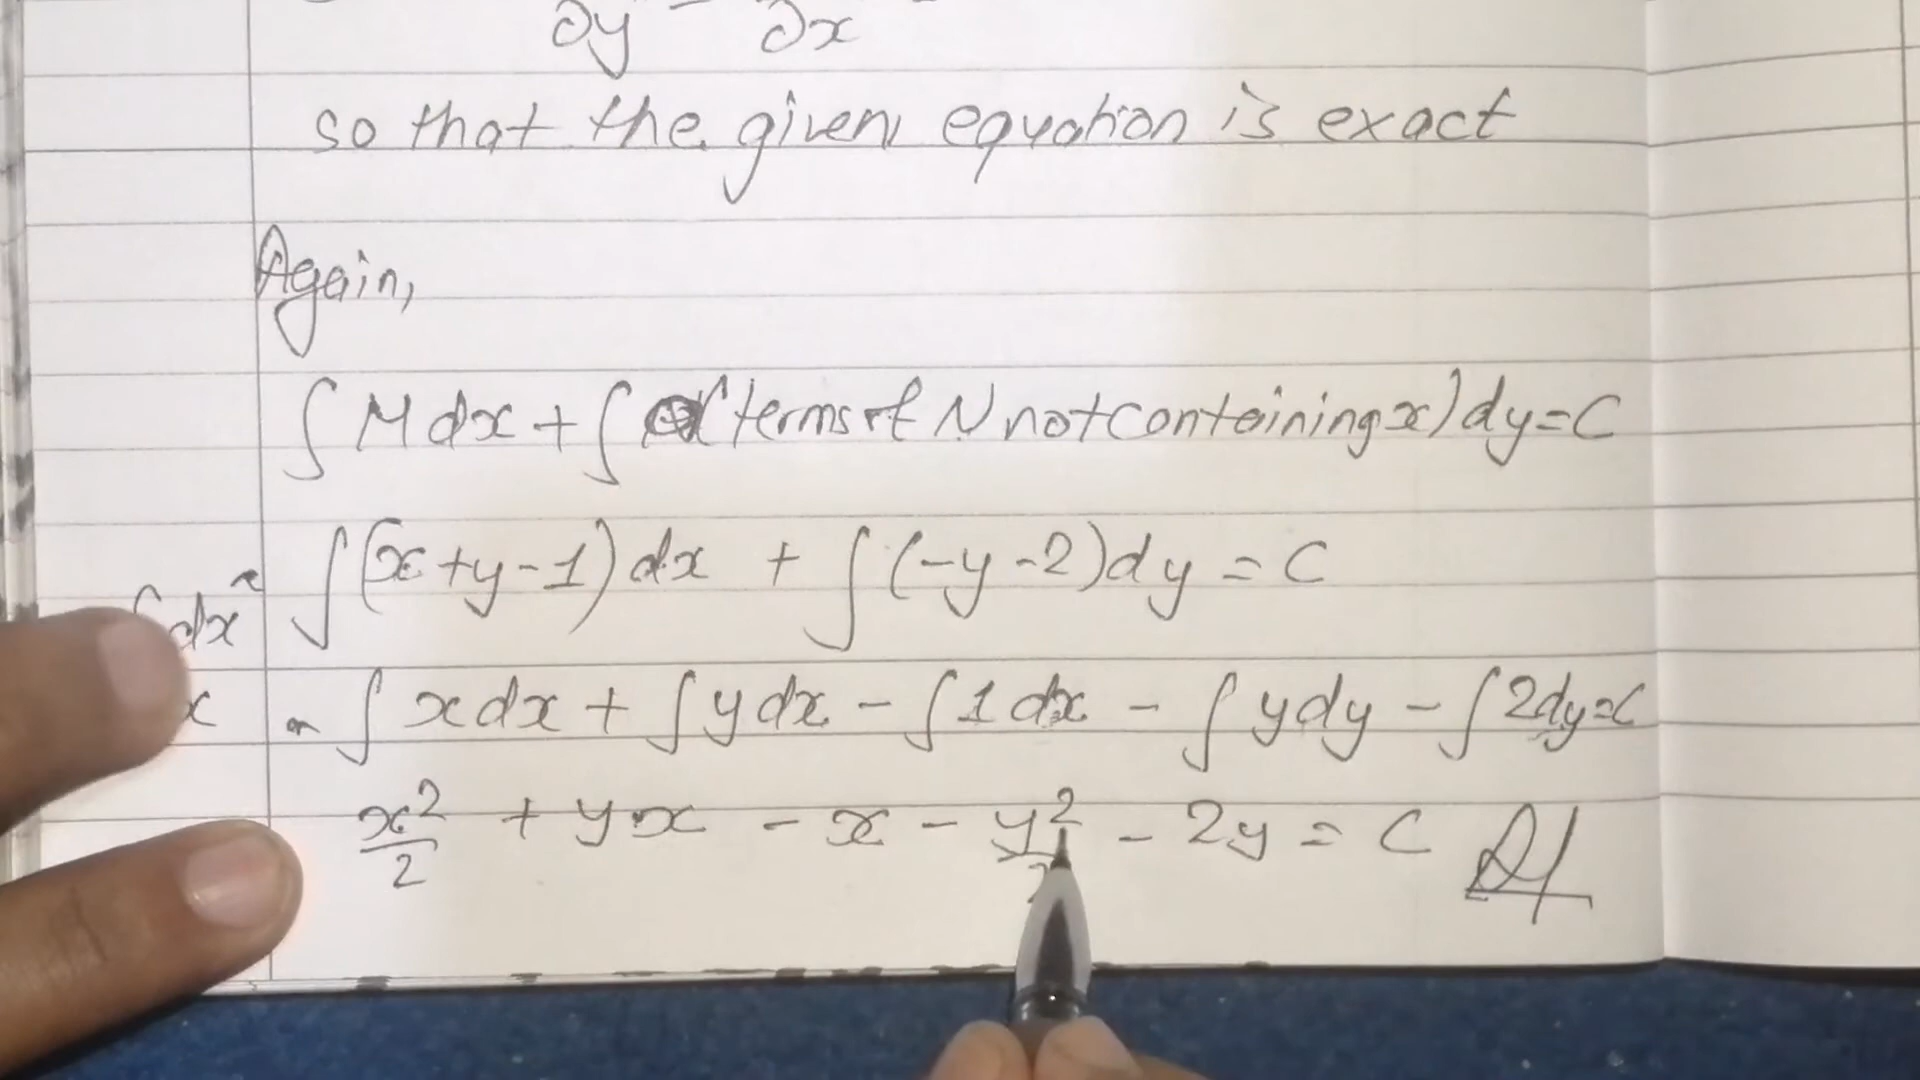 ∂y = ∂x
so that the given equation is exact
Again,
∫ M dx + ∫ (terms of N not containing x) dy = C
∫ (x + y - 1) dx + ∫ (-y - 2) dy = C
dx
x
∫ x dx + ∫ y dx - ∫ 1 dx - ∫ y dy - ∫ 2 dy = C
x²/2 + yx - x - y²/2 - 2y = C